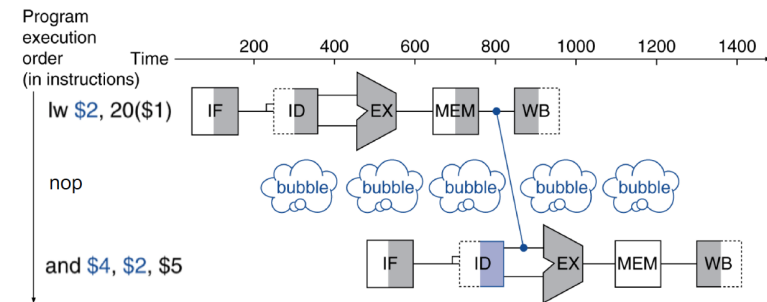 Program
execution
order
(in instructions)
Time
200 400 600 800 1000 1200 1400
lw $2, 20($1)
IF ID EX MEM WB
nop
bubble bubble bubble bubble bubble
and $4, $2, $5
IF ID EX MEM WB